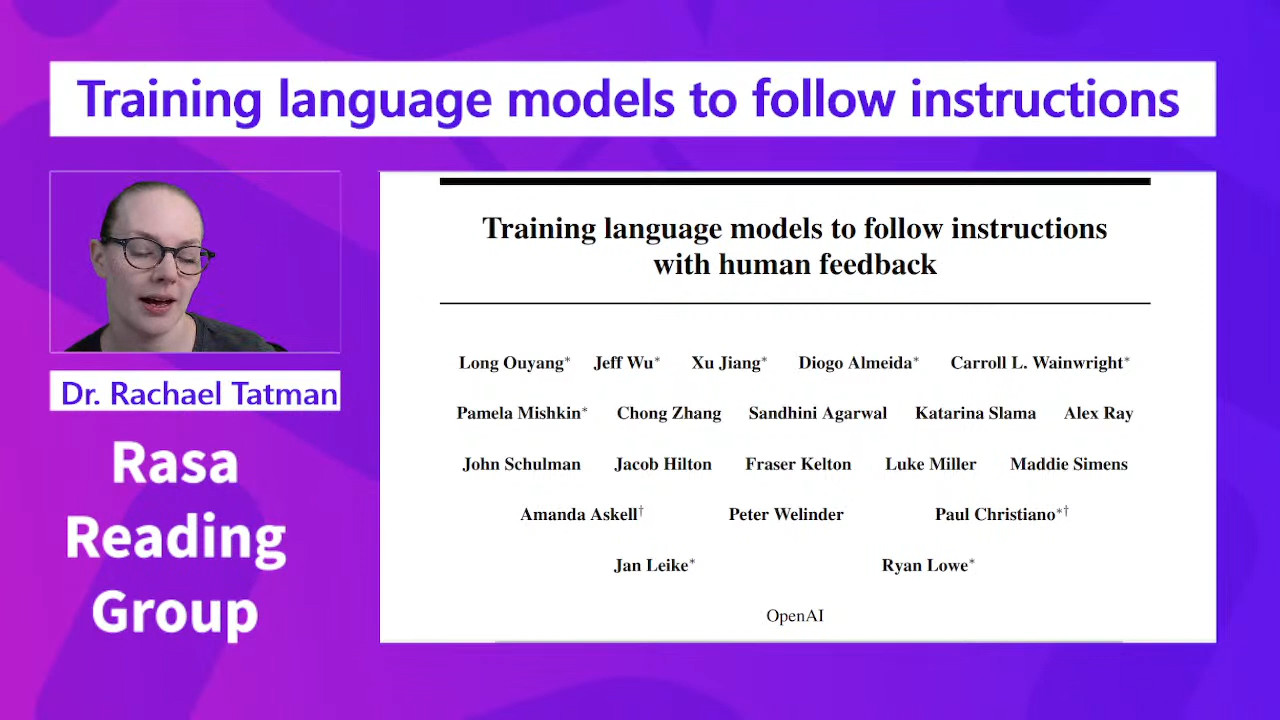 Training language models to follow instructions
Dr. Rachael Tatman
Rasa
Reading
Group
Training language models to follow instructions
with human feedback
Long Ouyang* Jeff Wu* Xu Jiang* Diogo Almeida* Carroll L. Wainwright*
Pamela Mishkin* Chong Zhang Sandhini Agarwal Katarina Slama Alex Ray
John Schulman Jacob Hilton Fraser Kelton Luke Miller Maddie Simens
Amanda Askell† Peter Welinder Paul Christiano*†
Jan Leike* Ryan Lowe*
OpenAI